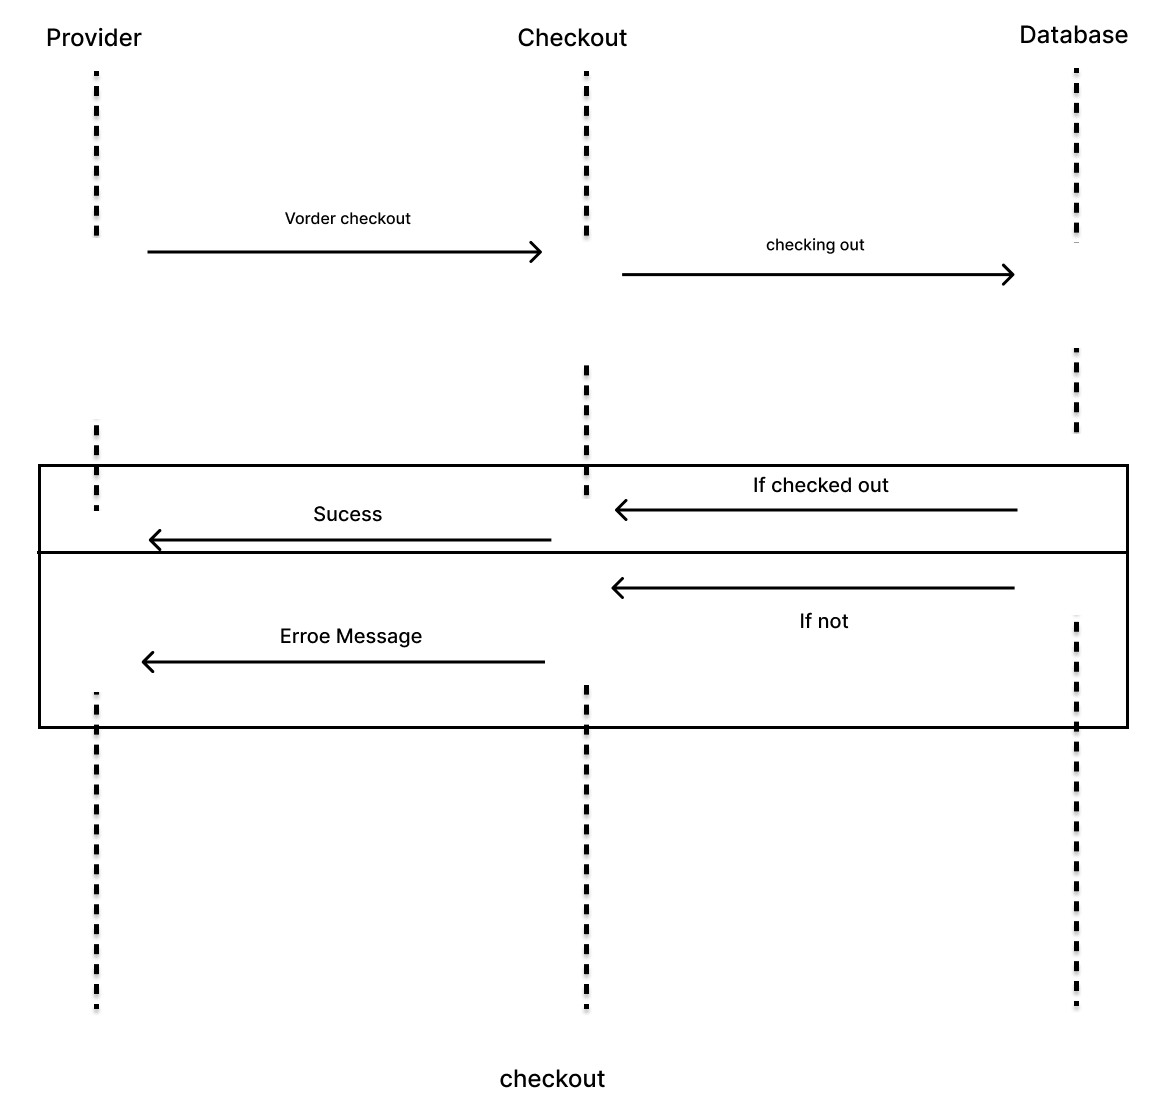 Provider
Checkout
Database
Vorder checkout
checking out
If checked out
Sucess
If not
Erroe Message
checkout